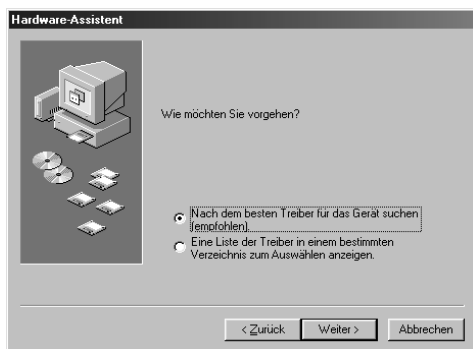 Hardware-Assistent
Wie möchten Sie vorgehen?
Nach dem besten Treiber für das Gerät suchen
(empfohlen).
Eine Liste der Treiber in einem bestimmten
Verzeichnis zum Auswählen anzeigen.
< Zurück
Weiter >
Abbrechen